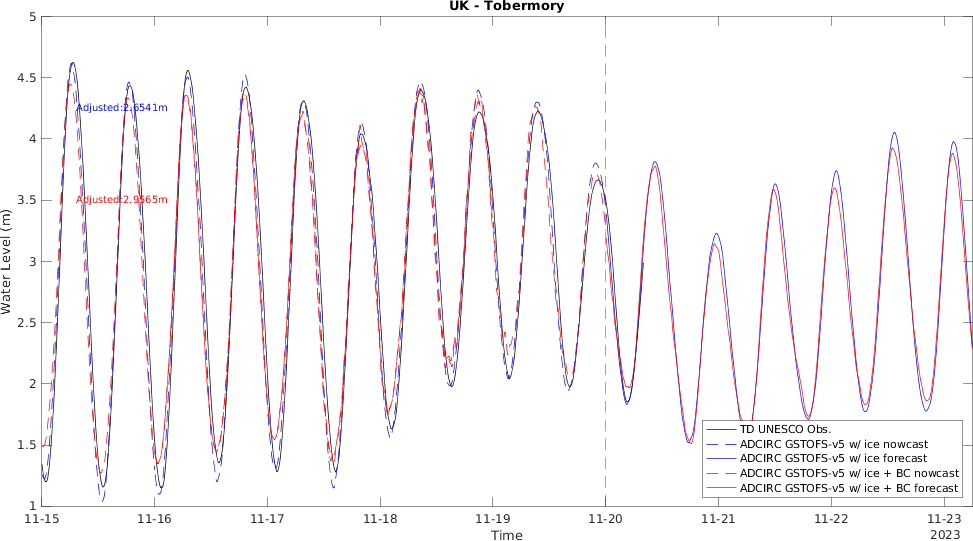 UK - Tobermory
5
4.5
4
3.5
3
2.5
2
1.5
1
Water Level (m)
Adjusted:2.6541m
Adjusted:2.9565m
TD UNESCO Obs.
ADCIRC GSTOFS-v5 w/ ice nowcast
ADCIRC GSTOFS-v5 w/ ice forecast
ADCIRC GSTOFS-v5 w/ ice + BC nowcast
ADCIRC GSTOFS-v5 w/ ice + BC forecast
11-15 11-16 11-17 11-18 11-19 11-20 11-21 11-22 11-23
Time
2023